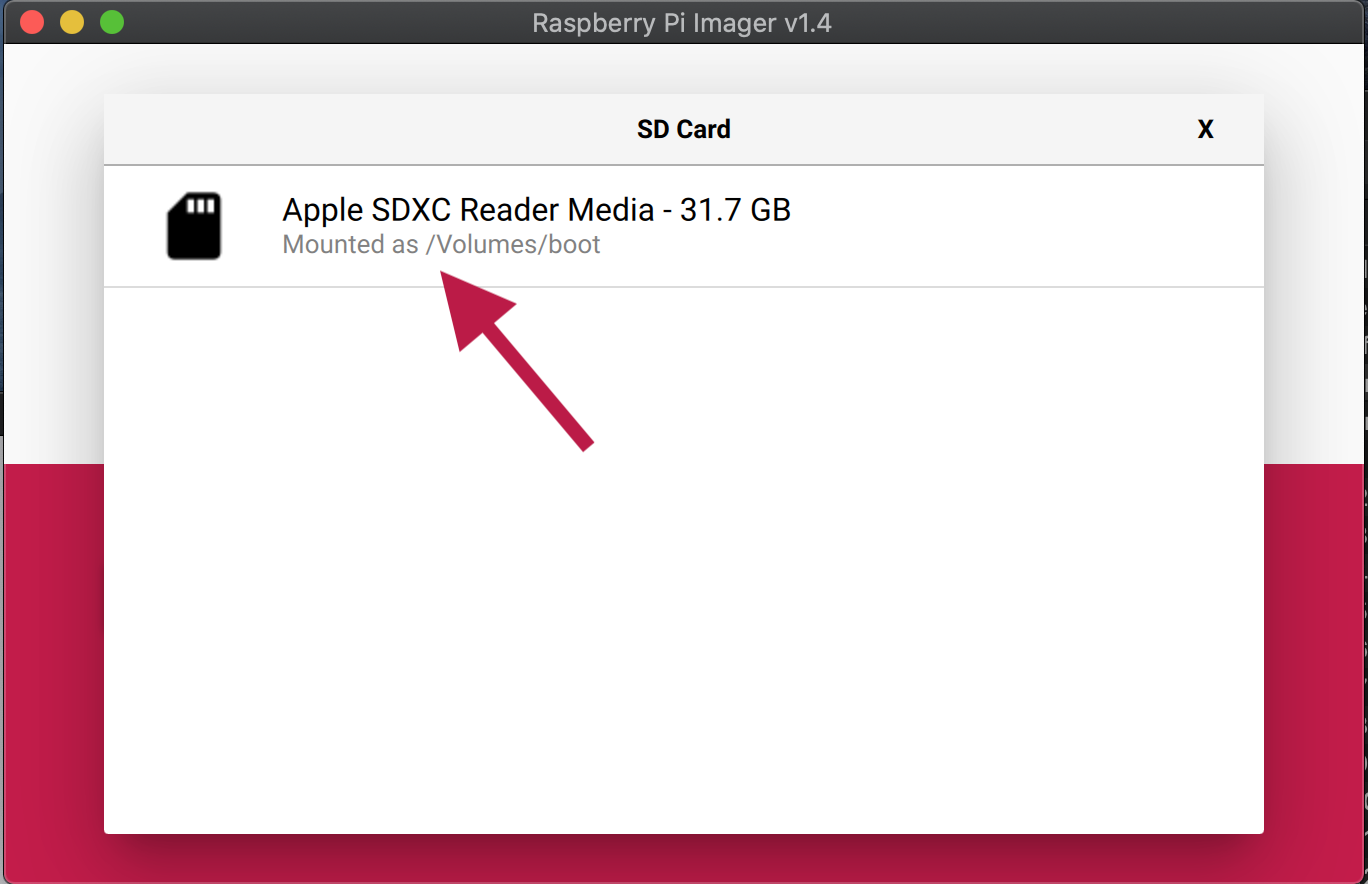 Raspberry Pi Imager v1.4
SD Card X
Apple SDXC Reader Media - 31.7 GB
Mounted as /Volumes/boot